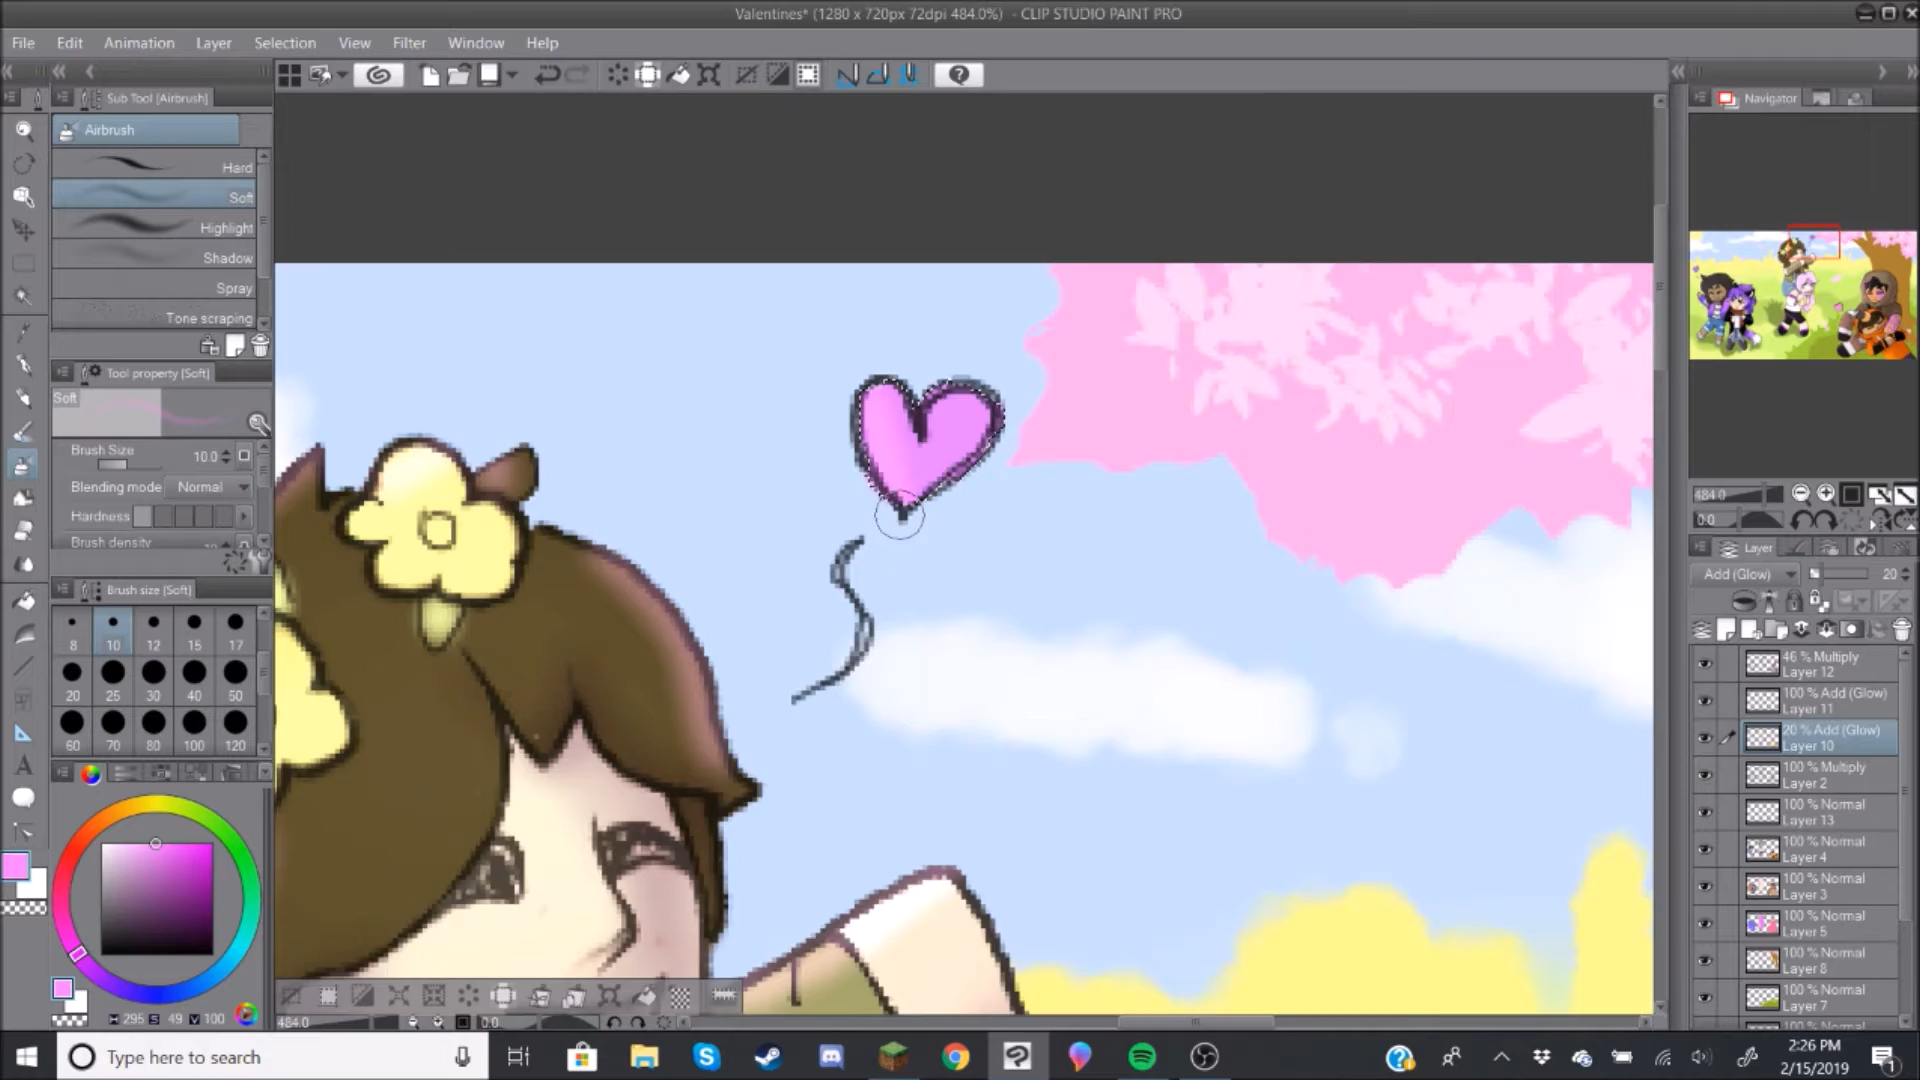 Valentines* (1280 x 720px 72dpi 484.0%) - CLIP STUDIO PAINT PRO
File Edit Animation Layer Selection View Filter Window Help
Sub Tool [Airbrush]
Navigator
Airbrush
Hard
Soft
Highlight
Shadow
Spray
Tone scraping
Tool property [Soft]
Soft
Brush Size 10.0
Blending mode Normal
Hardness
Brush density
Brush size [Soft]
8 10 12 15 17
20 25 30 40 50
60 70 80 100 120
H 295 S 49 V 100
484.0 0.0
484.0
0.0
Layer
Add (Glow) 20
46 % Multiply
Layer 12
100 % Add (Glow)
Layer 11
20 % Add (Glow)
Layer 10
100 % Multiply
Layer 2
100 % Normal
Layer 13
100 % Normal
Layer 4
100 % Normal
Layer 3
100 % Normal
Layer 5
100 % Normal
Layer 8
100 % Normal
Layer 7
100 % Normal
Type here to search
2:26 PM
2/15/2019
1